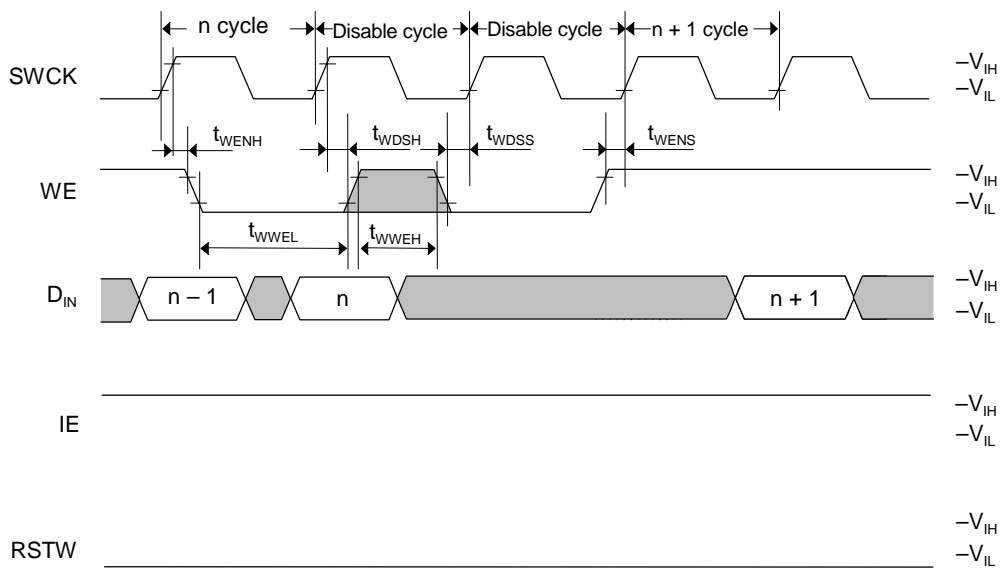 n cycle
Disable cycle
Disable cycle
n + 1 cycle
SWCK
–VIH
–VIL
tWENH
tWDSH
tWDSS
tWENS
WE
–VIH
–VIL
tWWEL
tWWEH
DIN
n – 1
n
n + 1
–VIH
–VIL
IE
–VIH
–VIL
RSTW
–VIH
–VIL